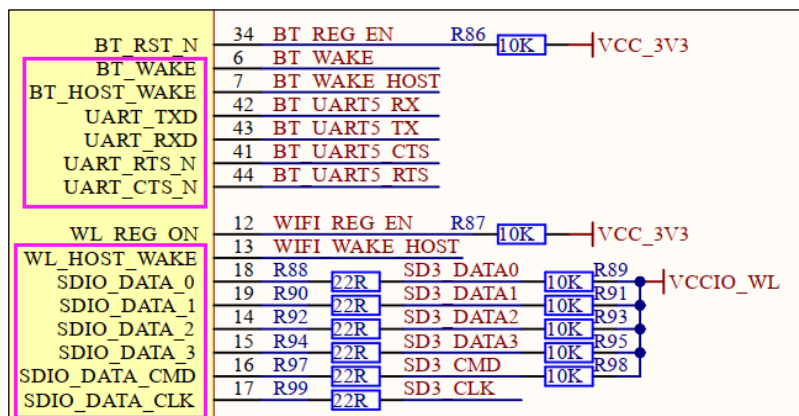 BT_RST_N 34 BT_REG_EN R86 10K VCC_3V3
BT_WAKE 6 BT_WAKE
BT_HOST_WAKE 7 BT_WAKE_HOST
UART_TXD 42 BT_UART5_RX
UART_RXD 43 BT_UART5_TX
UART_RTS_N 41 BT_UART5_CTS
UART_CTS_N 44 BT_UART5_RTS
WL_REG_ON 12 WIFI_REG_EN R87 10K VCC_3V3
WL_HOST_WAKE 13 WIFI_WAKE_HOST
SDIO_DATA_0 18 R88 22R SD3_DATA0 10K R89 VCCIO_WL
SDIO_DATA_1 19 R90 22R SD3_DATA1 10K R91
SDIO_DATA_2 14 R92 22R SD3_DATA2 10K R93
SDIO_DATA_3 15 R94 22R SD3_DATA3 10K R95
SDIO_DATA_CMD 16 R97 22R SD3_CMD 10K R98
SDIO_DATA_CLK 17 R99 22R SD3_CLK